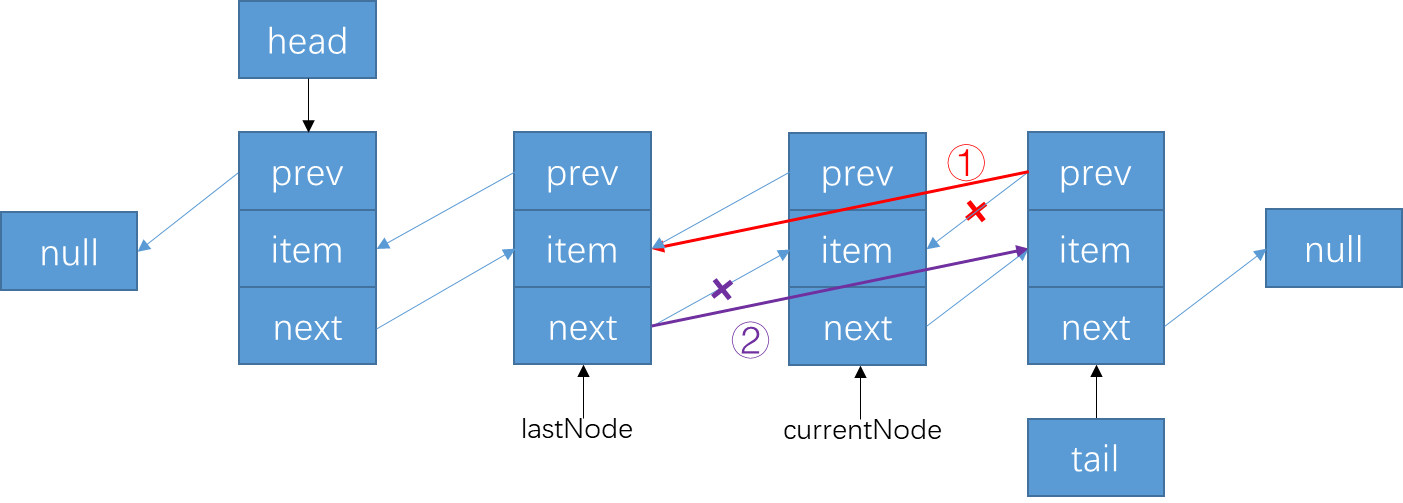 head
prev
prev
prev
prev
①
null
item
item
item
item
null
next
next
next
next
②
lastNode
currentNode
tail